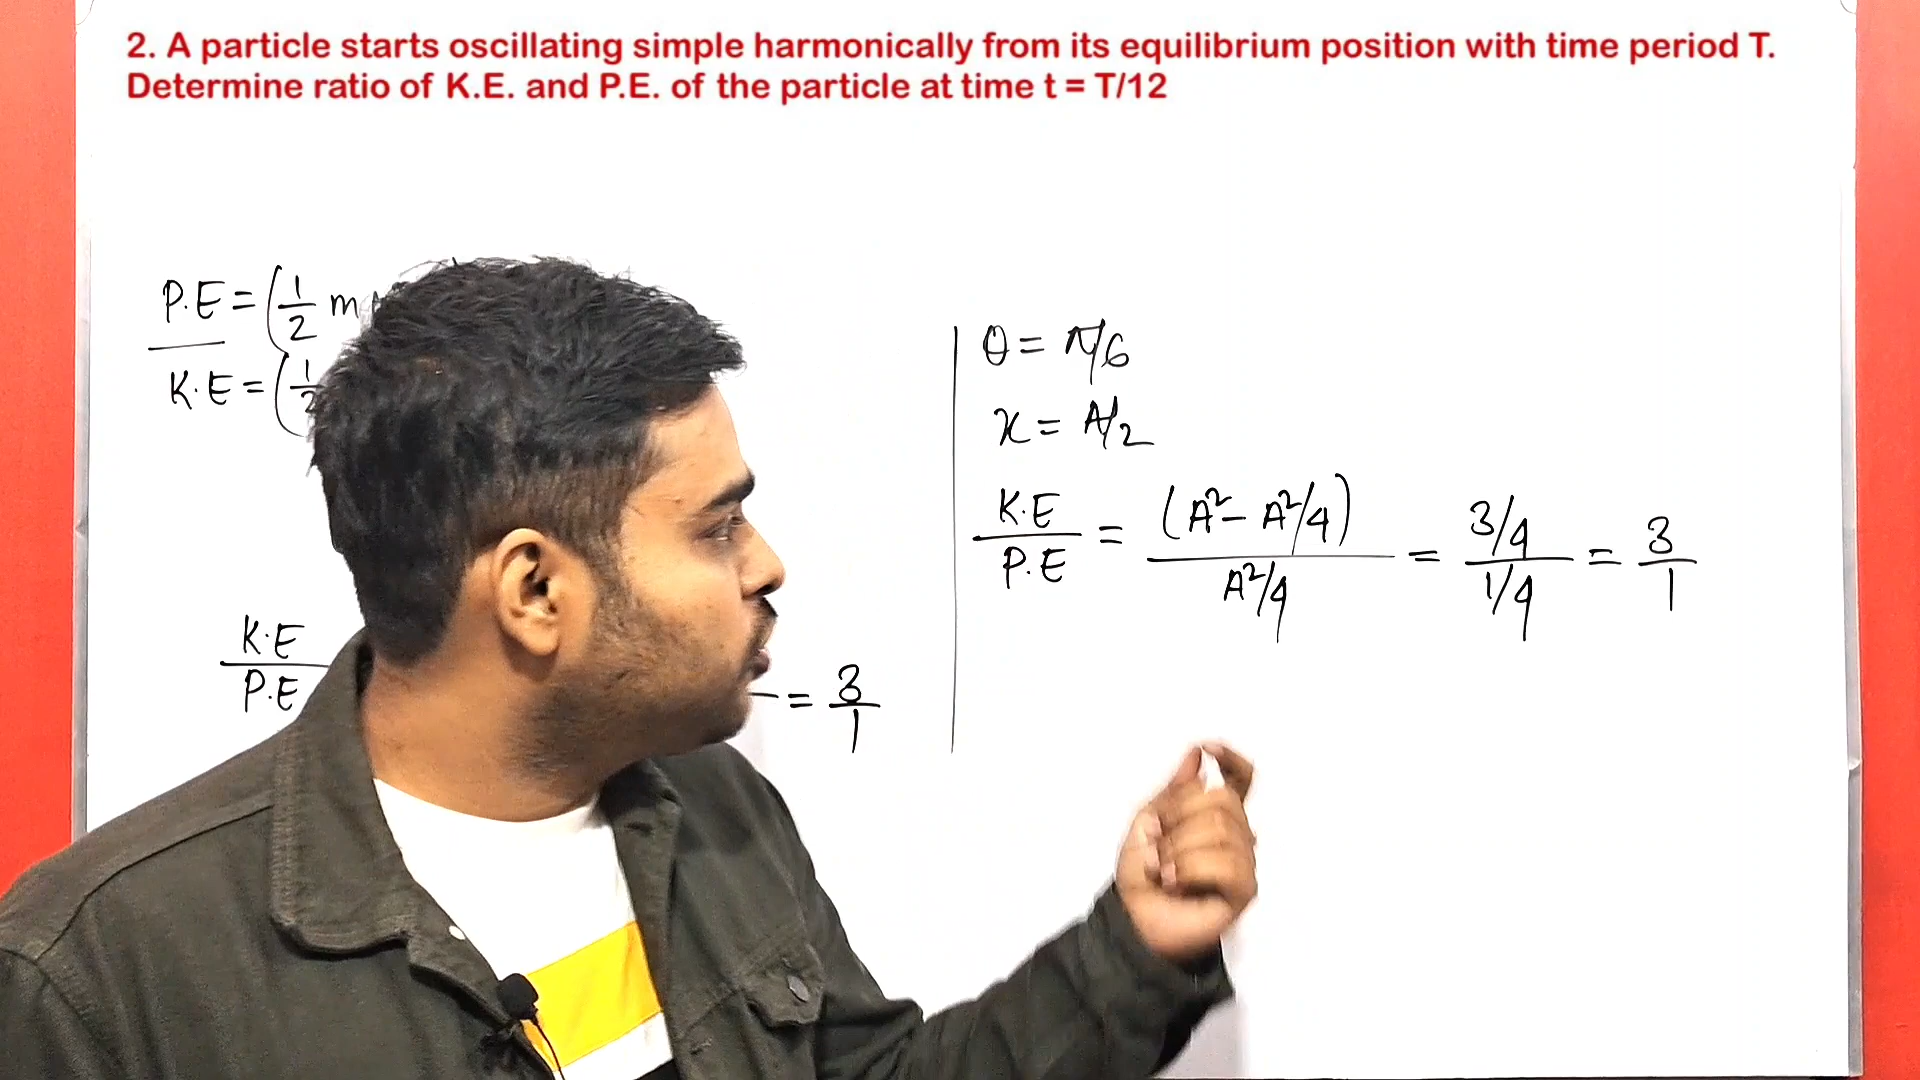 2. A particle starts oscillating simple harmonically from its equilibrium position with time period T.
Determine ratio of K.E. and P.E. of the particle at time t = T/12
P.E = (1/2 m
K.E = (1/2
K.E/P.E
= 3/1
θ = π/6
x = A/2
K.E/P.E = (A² - A²/4)/(A²/4) = (3/4)/(1/4) = 3/1